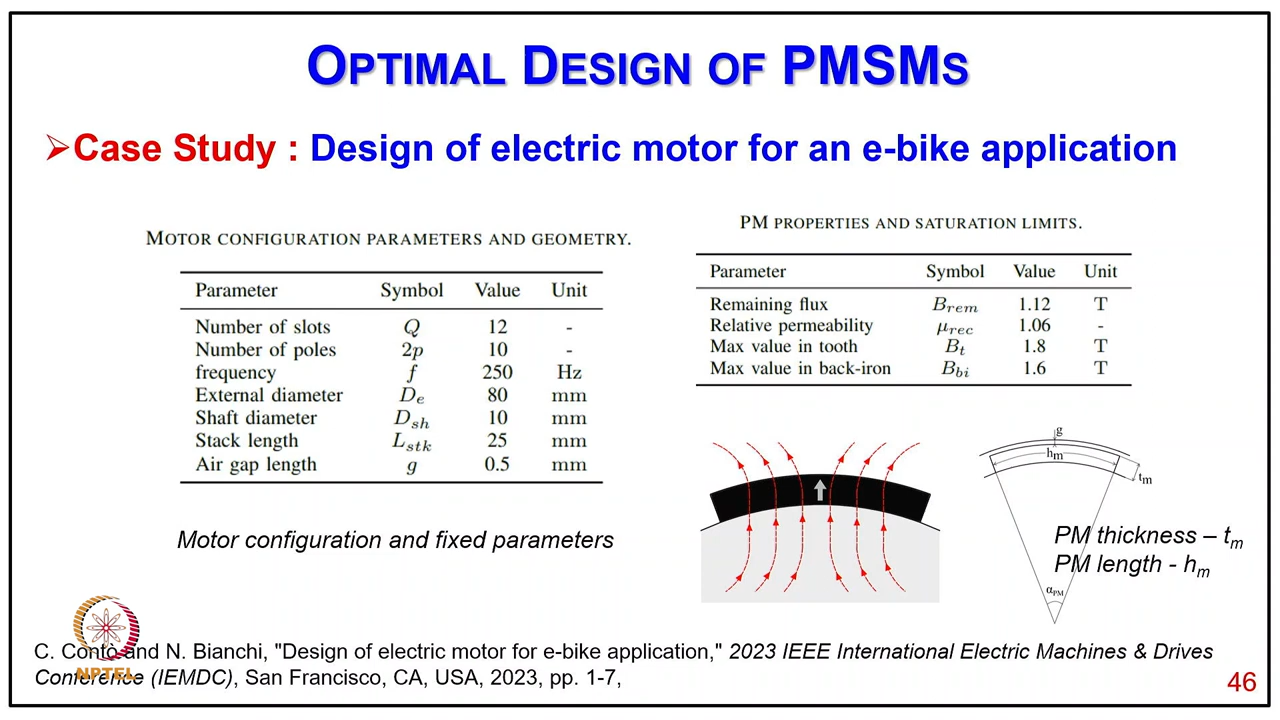 OPTIMAL DESIGN OF PMSMS
➢Case Study : Design of electric motor for an e-bike application
MOTOR CONFIGURATION PARAMETERS AND GEOMETRY.
Parameter Symbol Value Unit
Number of slots Q 12 -
Number of poles 2p 10 -
frequency f 250 Hz
External diameter De 80 mm
Shaft diameter Dsh 10 mm
Stack length Lstk 25 mm
Air gap length g 0.5 mm
Motor configuration and fixed parameters
PM PROPERTIES AND SATURATION LIMITS.
Parameter Symbol Value Unit
Remaining flux Brem 1.12 T
Relative permeability μrec 1.06 -
Max value in tooth Bt 1.8 T
Max value in back-iron Bbi 1.6 T
g
hm
tm
αPM
PM thickness – tm
PM length - hm
C. Contò and N. Bianchi, "Design of electric motor for e-bike application," 2023 IEEE International Electric Machines & Drives
Conference (IEMDC), San Francisco, CA, USA, 2023, pp. 1-7,
NPTEL
46